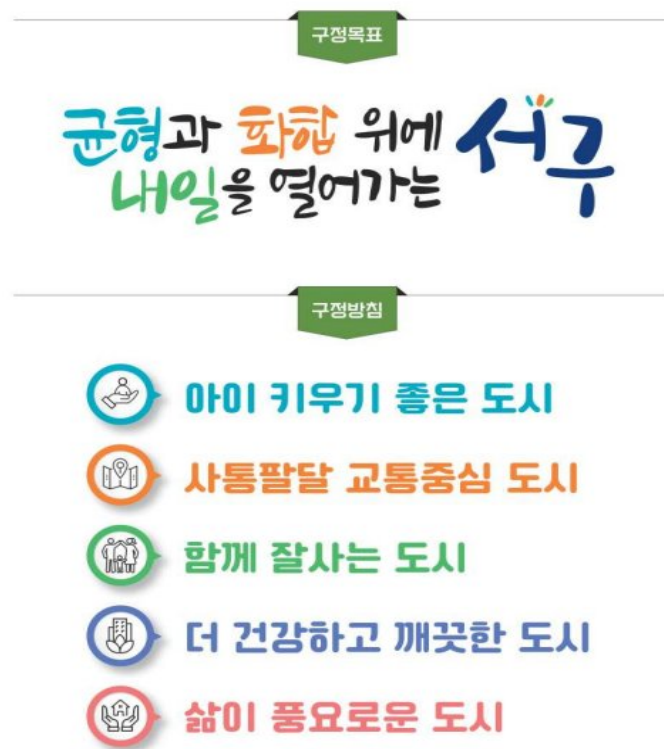 구정목표
균형과 화합 위에 서구
내일을 열어가는
구정방침
아이 키우기 좋은 도시
사통팔달 교통중심 도시
함께 잘사는 도시
더 건강하고 깨끗한 도시
삶이 풍요로운 도시